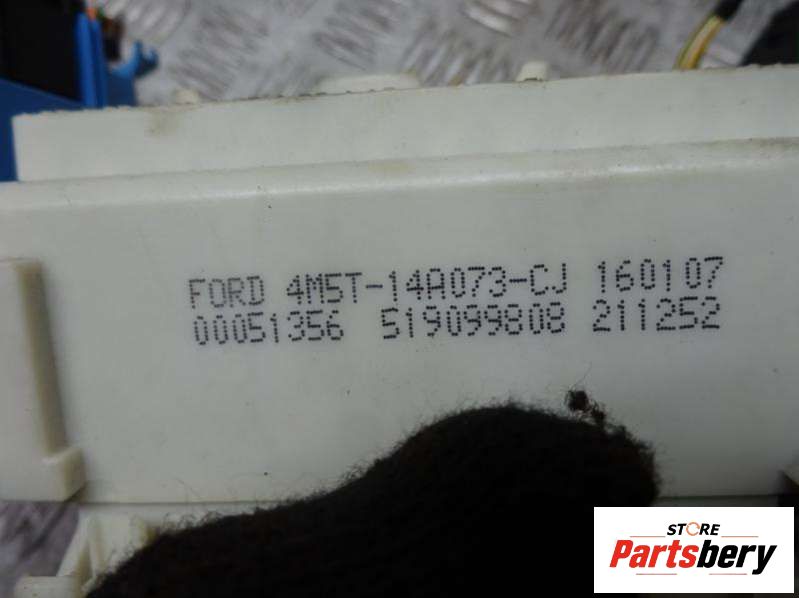 FORD 4M5T-14A073-CJ 160107
00051356 519099808 211252
STORE
Partsbery